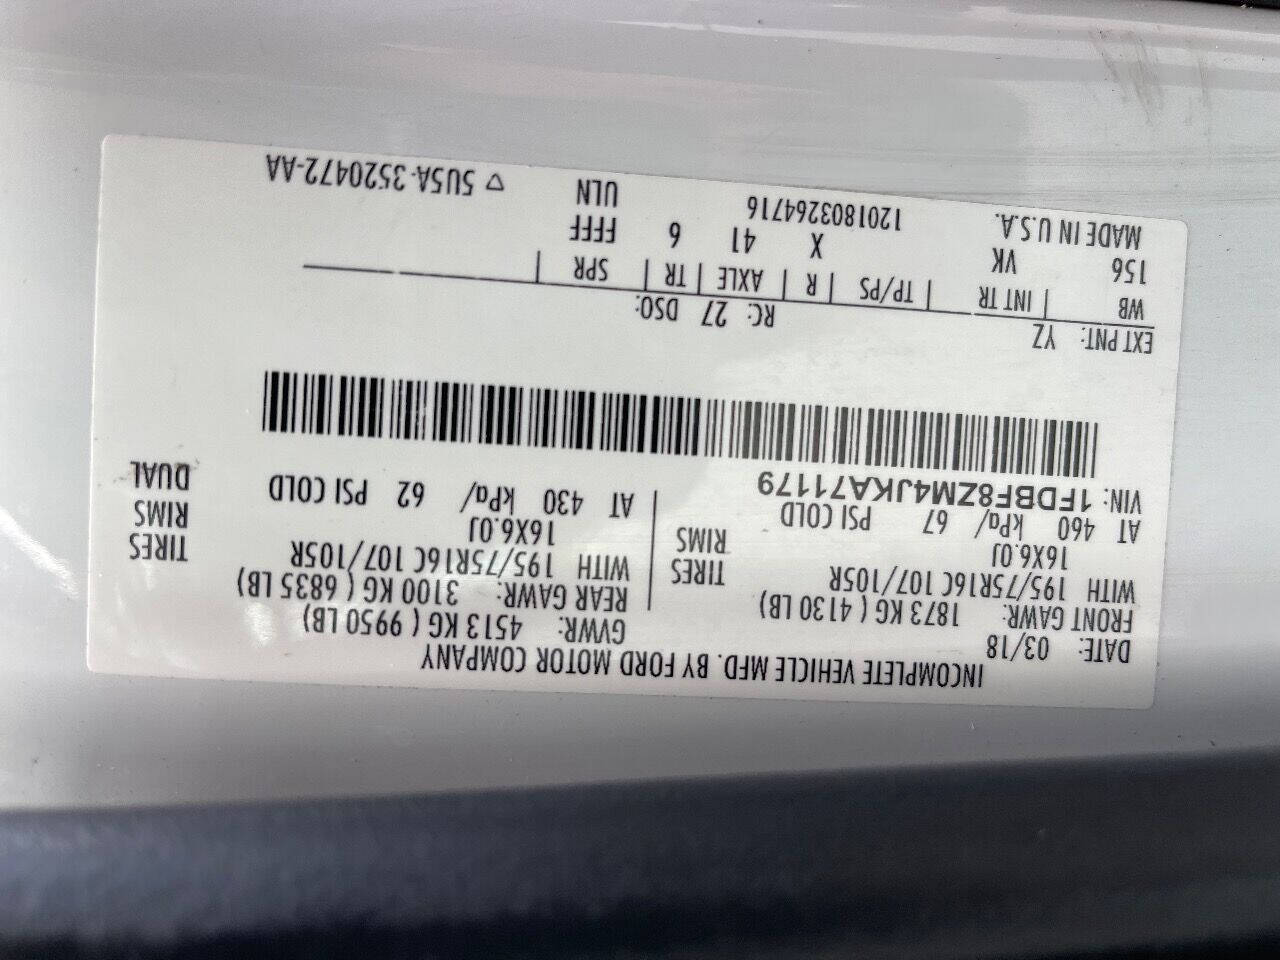 INCOMPLETE VEHICLE MFD. BY FORD MOTOR COMPANY
DATE: 03/18 GVWR: 4513 KG ( 9950 LB)
FRONT GAWR: 1873 KG ( 4130 LB) REAR GAWR: 3100 KG ( 6835 LB)
WITH 195/75R16C 107/105R TIRES WITH 195/75R16C 107/105R TIRES
16X6.0J RIMS 16X6.0J RIMS
AT 460 kPa/ 67 PSI COLD AT 430 kPa/ 62 PSI COLD DUAL
VIN: 1FDBF8ZM4JKA71179
EXT PNT: YZ RC: 27 DSO:
WB | INT TR | TP/PS | R | AXLE | TR | SPR |
156 VK X 41 6 FFFF
MADE IN U.S.A. 1201803264716 ULN ▽ 5U5A-3520472-AA